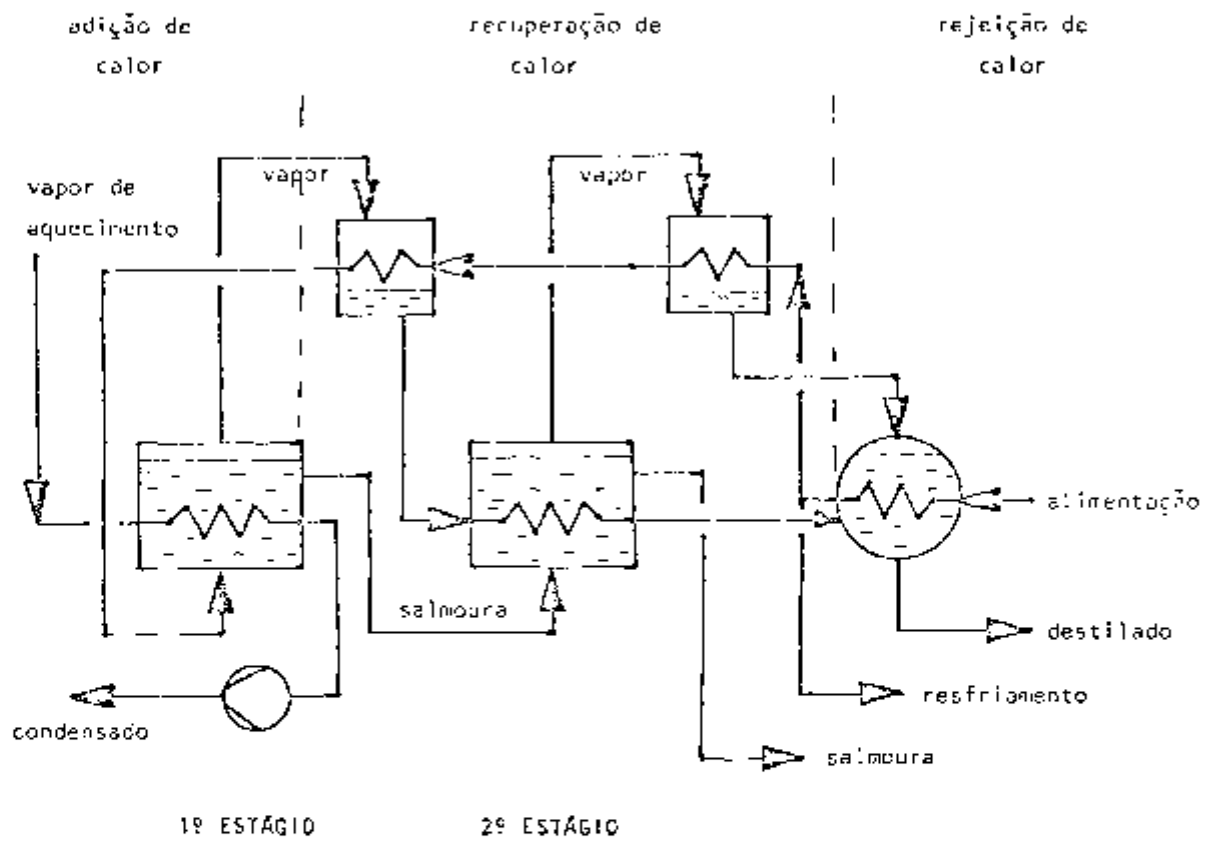 adição de
calor
recuperação de
calor
rejeição de
calor
vapor de
aquecimento
vapor
vapor
alimentação
salmoura
destilado
resfriamento
condensado
salmoura
1º ESTÁGIO
2º ESTÁGIO